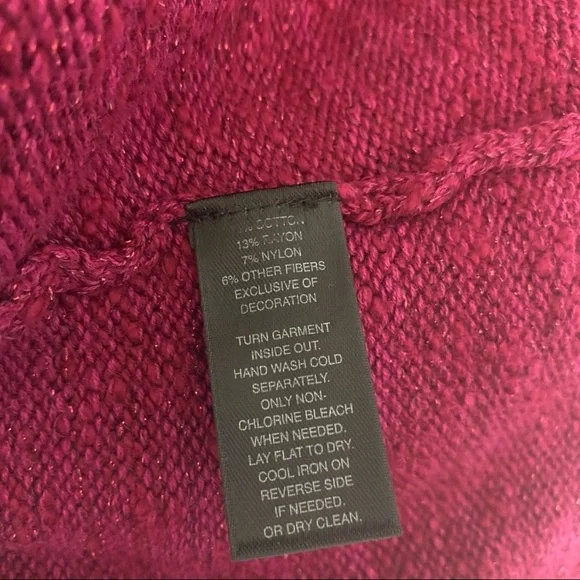 % COTTON
13% RAYON
7% NYLON
6% OTHER FIBERS
EXCLUSIVE OF
DECORATION
TURN GARMENT
INSIDE OUT.
HAND WASH COLD
SEPARATELY.
ONLY NON-
CHLORINE BLEACH
WHEN NEEDED.
LAY FLAT TO DRY.
COOL IRON ON
REVERSE SIDE
IF NEEDED,
OR DRY CLEAN.